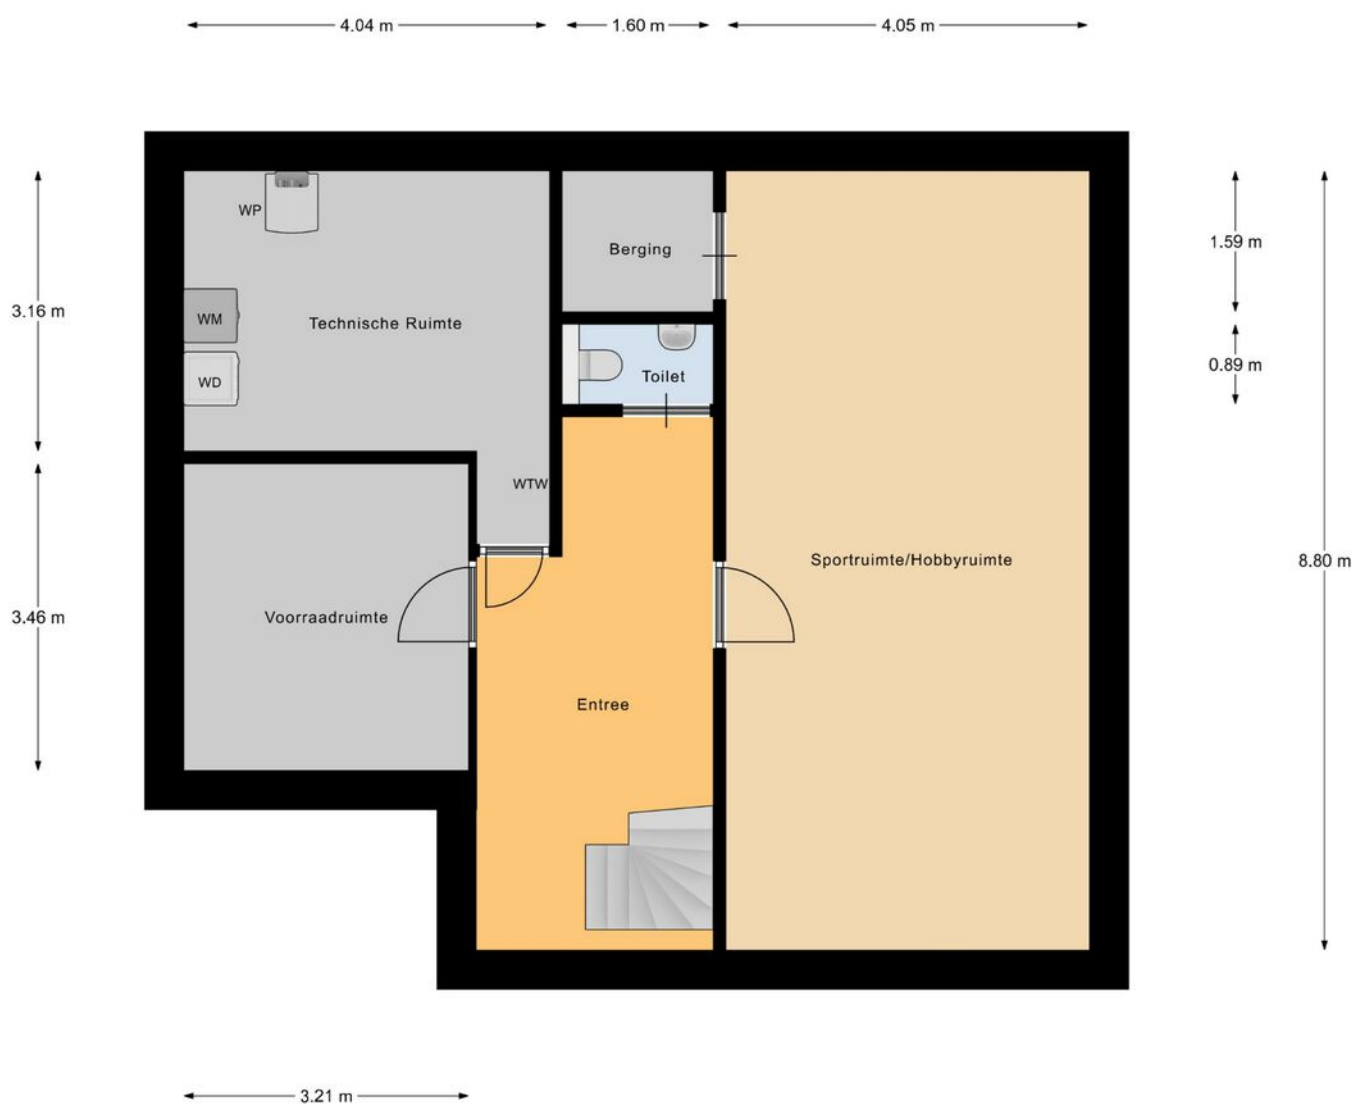 4.04 m
1.60 m
4.05 m
WP
Berging
1.59 m
3.16 m
WM
Technische Ruimte
0.89 m
WD
Toilet
WTW
Sportruimte/Hobbyruimte
8.80 m
3.46 m
Voorraadruimte
Entree
3.21 m